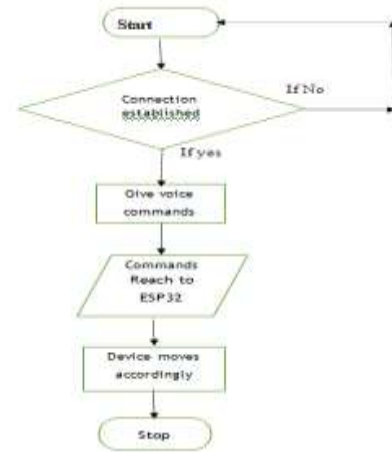 Start
If No
Connection
established
If yes
Give voice
commands
Commands
Reach to
ESP32
Device moves
accordingly
Stop